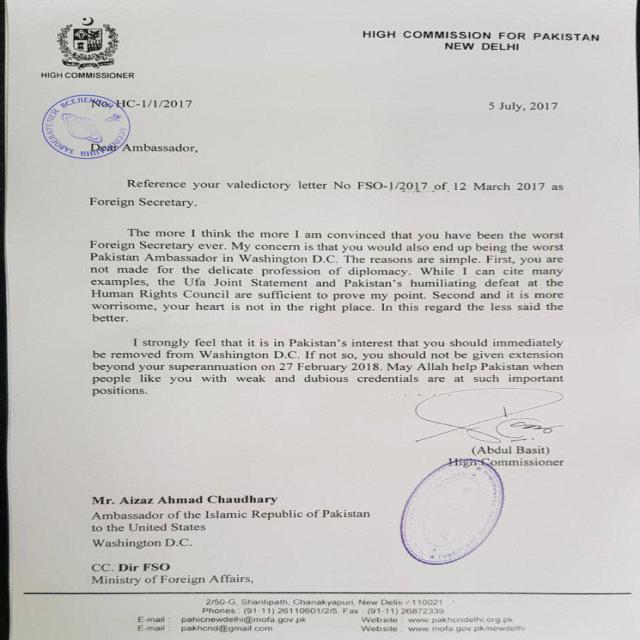 HIGH COMMISSION FOR PAKISTAN
NEW DELHI
HIGH COMMISSIONER
No. HC-1/1/2017
5 July, 2017
ЗАВОЕВАТЕЛЕЙ ВСЕЛЕННОЙ АССОЦИАЦИЯ
Dear Ambassador,
Reference your valedictory letter No FSO-1/2017 of 12 March 2017 as
Foreign Secretary.
The more I think the more I am convinced that you have been the worst
Foreign Secretary ever. My concern is that you would also end up being the worst
Pakistan Ambassador in Washington D.C. The reasons are simple. First, you are
not made for the delicate profession of diplomacy. While I can cite many
examples, the Ufa Joint Statement and Pakistan's humiliating defeat at the
Human Rights Council are sufficient to prove my point. Second and it is more
worrisome, your heart is not in the right place. In this regard the less said the
better.
I strongly feel that it is in Pakistan's interest that you should immediately
be removed from Washington D.C. If not so, you should not be given extension
beyond your superannuation on 27 February 2018. May Allah help Pakistan when
people like you with weak and dubious credentials are at such important
positions.
(Abdul Basit)
High Commissioner
Mr. Aizaz Ahmad Chaudhary
Ambassador of the Islamic Republic of Pakistan
to the United States
Washington D.C.
CC. Dir FSO
Ministry of Foreign Affairs,
2/50-G, Shantipath, Chanakyapuri, New Delhi - 110021
Phones : (91-11) 26110601/2/5. Fax : (91-11) 26872339
E-mail : pahicnewdelhi@mofa.gov.pk Website : www.pakhcndelhi.org.pk
E-mail : pakhcnd@gmail.com Website : www.mofa.gov.pk/newdelhi